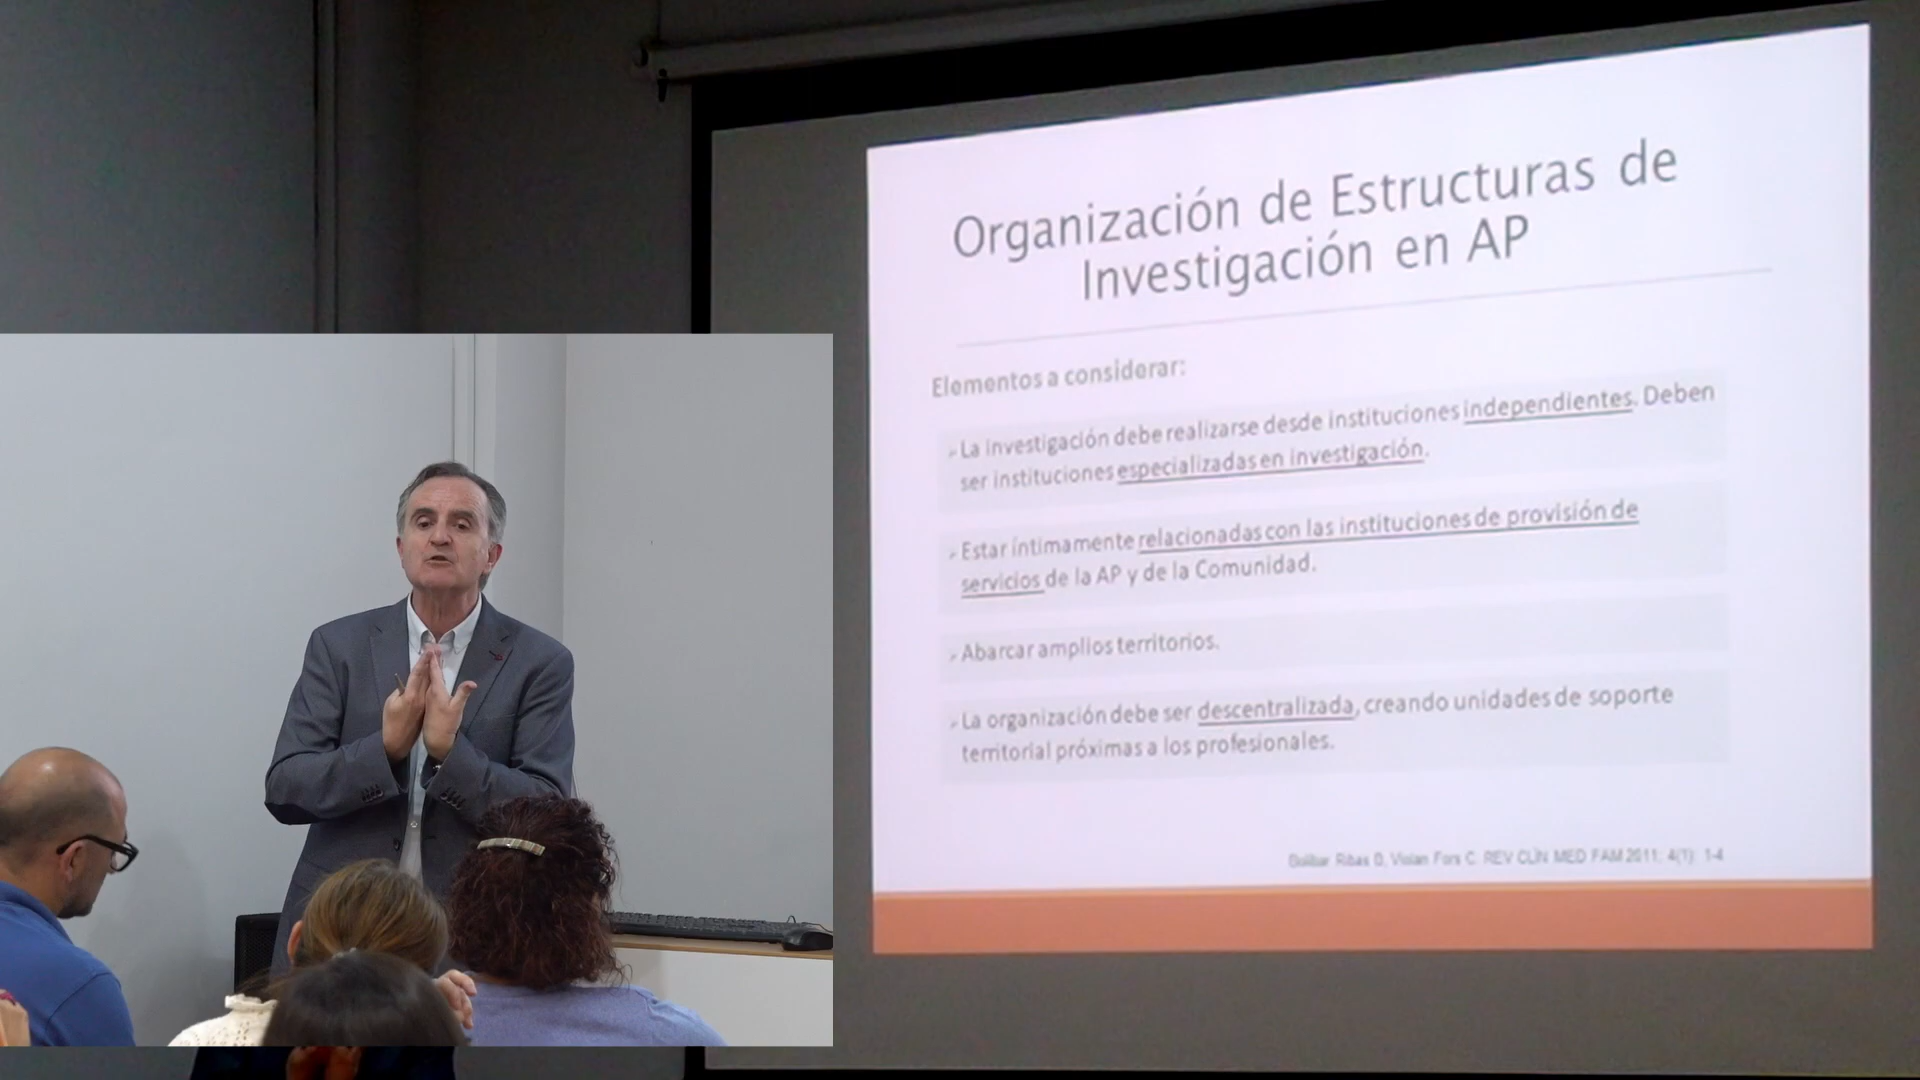 Organización de Estructuras de
Investigación en AP
Elementos a considerar:
La investigación debe realizarse desde instituciones independientes. Deben
ser instituciones especializadas en investigación.
Estar íntimamente relacionadas con las instituciones de provisión de
servicios de la AP y de la Comunidad.
Abarcar amplios territorios.
La organización debe ser descentralizada, creando unidades de soporte
territorial próximas a los profesionales.
Ribas B, Violan Fors C. REV CLÍN MED FAM 2011; 4(1): 1-4